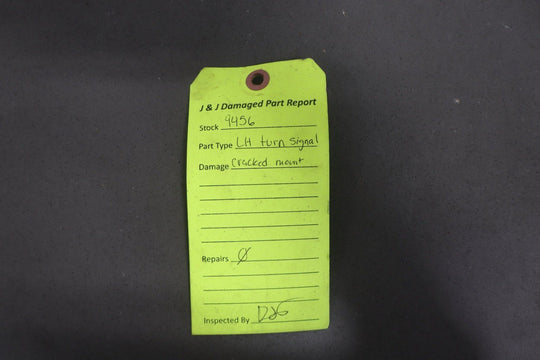 J & J Damaged Part Report
Stock 9456
Part Type LH turn signal
Damage Cracked mount
Repairs Ø
Inspected By